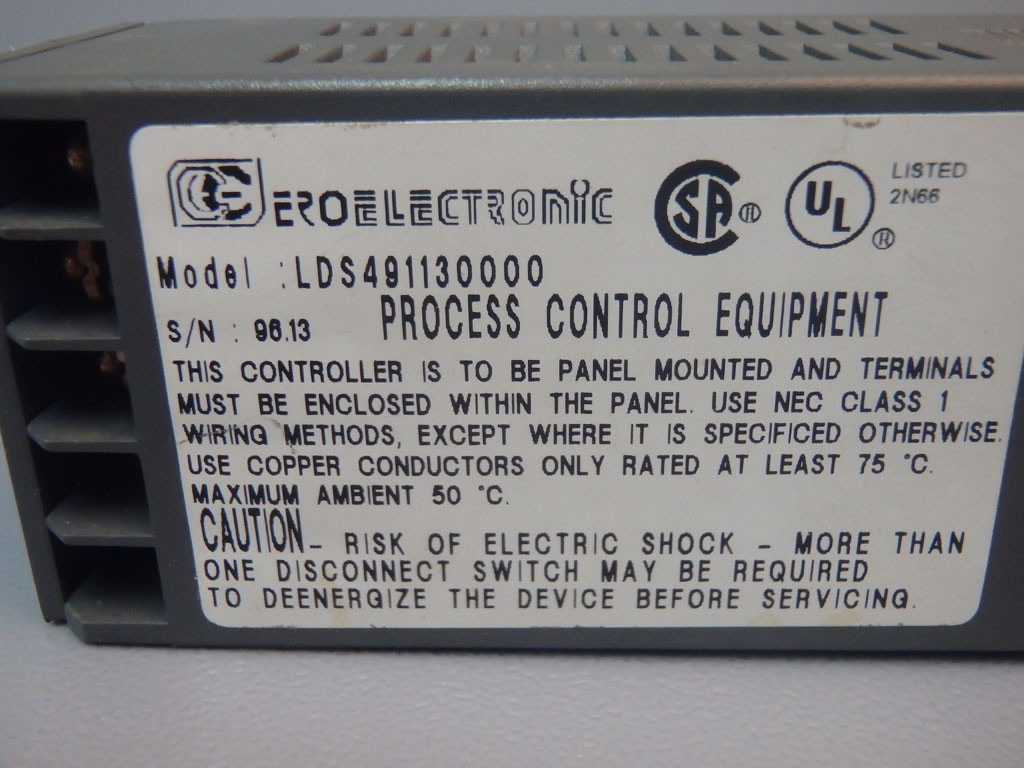 EROELECTRONIC
SA ®
UL ®
LISTED
2N66
Model :LDS491130000
S/N : 96.13
PROCESS CONTROL EQUIPMENT
THIS CONTROLLER IS TO BE PANEL MOUNTED AND TERMINALS
MUST BE ENCLOSED WITHIN THE PANEL. USE NEC CLASS 1
WIRING METHODS, EXCEPT WHERE IT IS SPECIFICED OTHERWISE.
USE COPPER CONDUCTORS ONLY RATED AT LEAST 75 °C.
MAXIMUM AMBIENT 50 °C.
CAUTION - RISK OF ELECTRIC SHOCK - MORE THAN
ONE DISCONNECT SWITCH MAY BE REQUIRED
TO DEENERGIZE THE DEVICE BEFORE SERVICING.